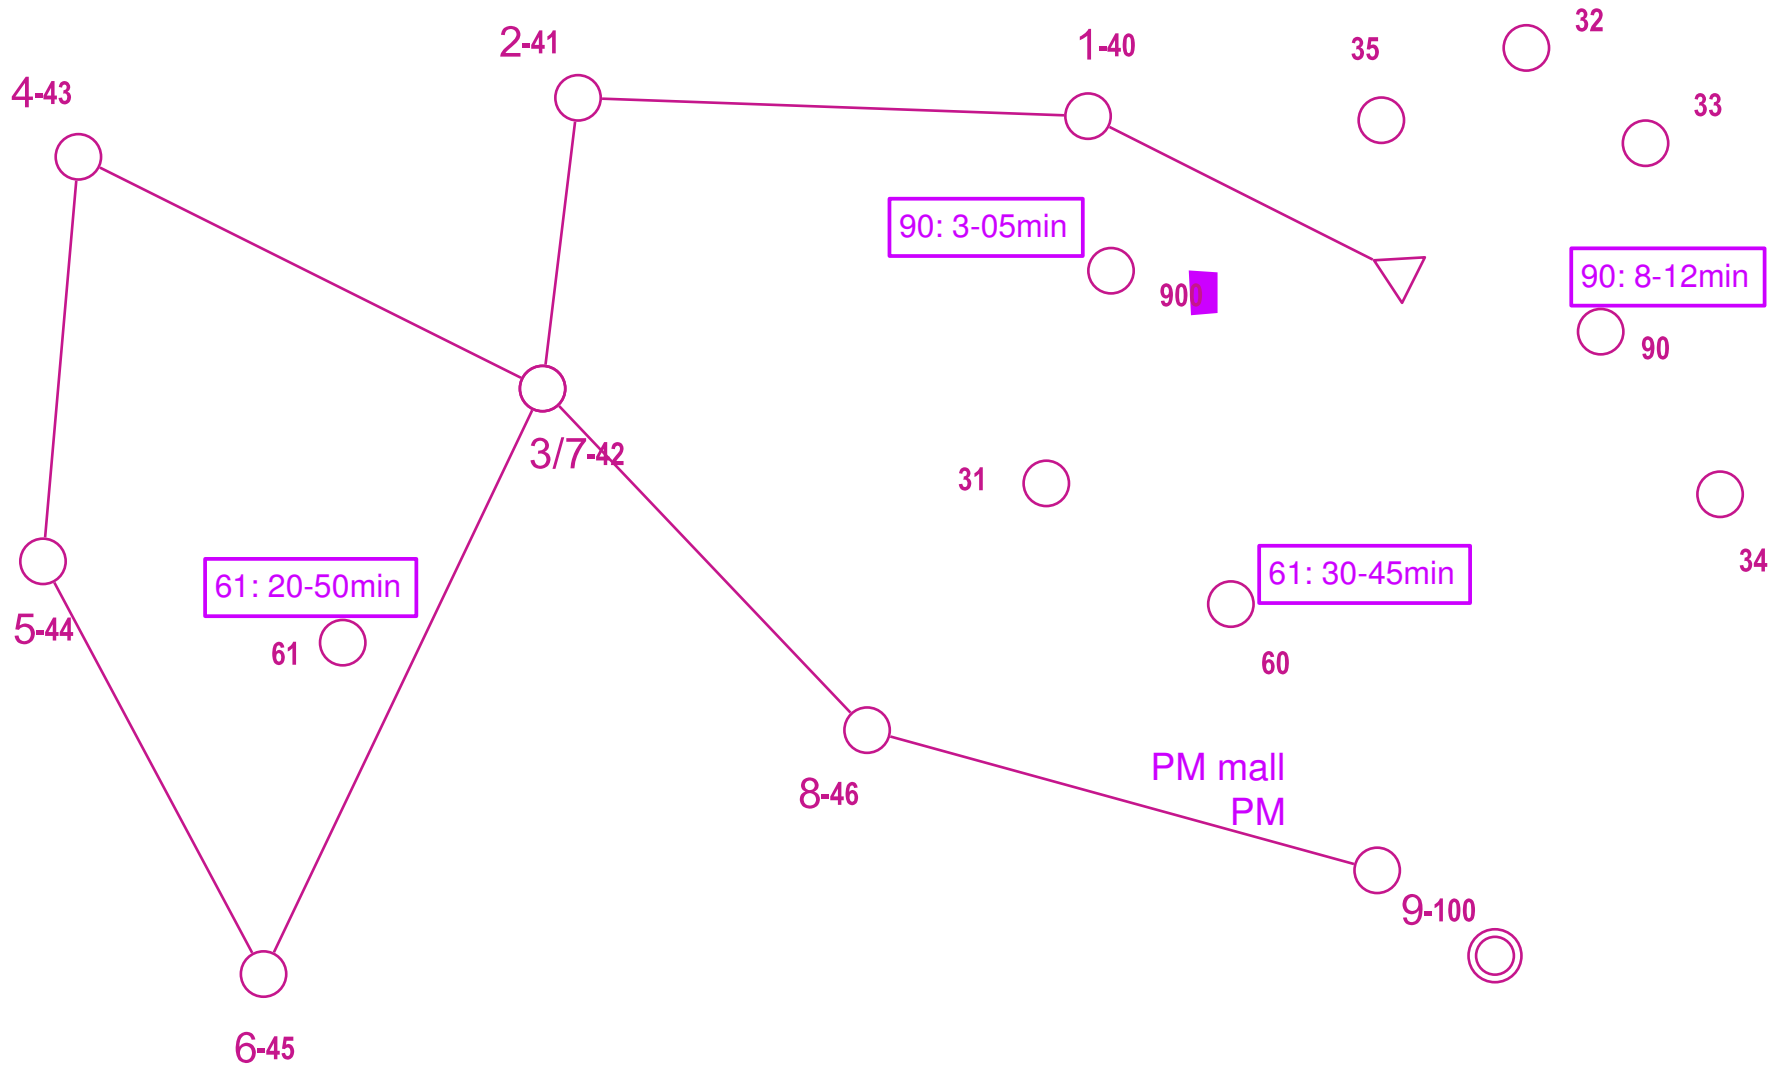 32
2-41
1-40
35
4-43
33
90: 3-05min
90: 8-12min
900
90
3/7-42
31
34
61: 20-50min
61: 30-45min
5-44
61
60
PM mall
PM
8-46
9-100
6-45